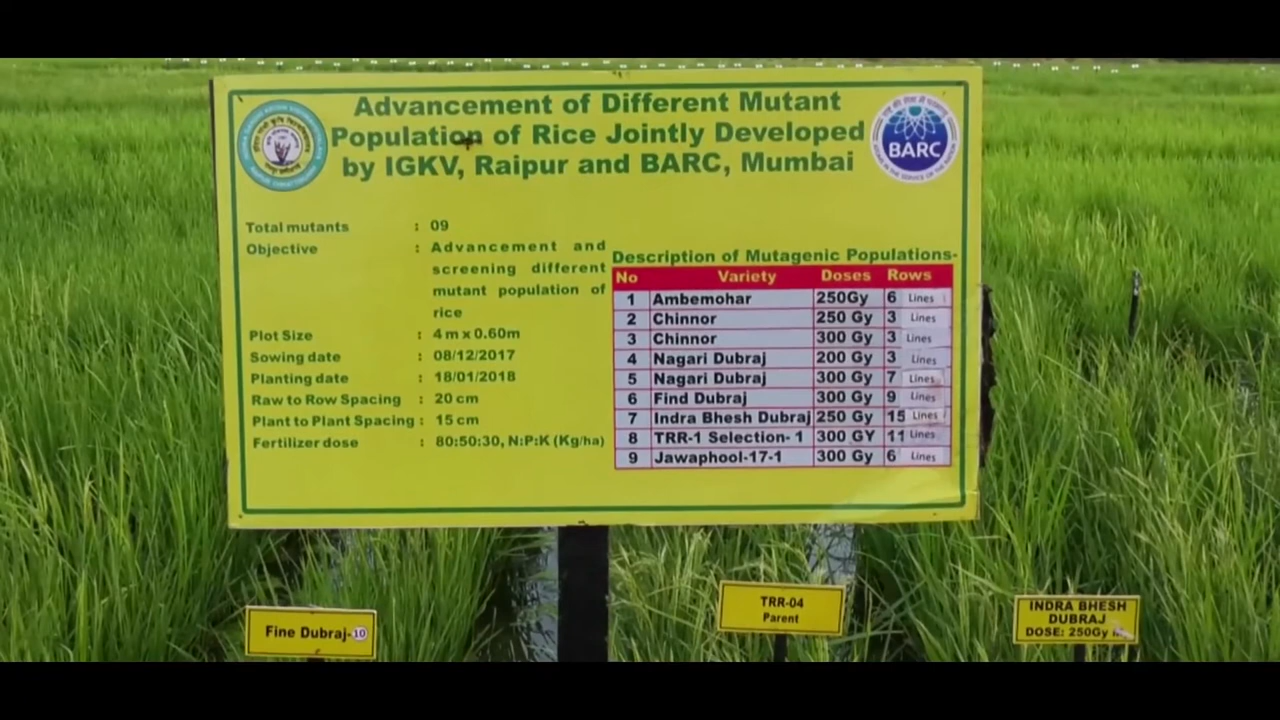 Advancement of Different Mutant
Population of Rice Jointly Developed
by IGKV, Raipur and BARC, Mumbai
BARC
Total mutants : 09
Objective : Advancement and
screening different
mutant population of
rice
Plot Size : 4 m x 0.60m
Sowing date : 08/12/2017
Planting date : 18/01/2018
Raw to Row Spacing : 20 cm
Plant to Plant Spacing : 15 cm
Fertilizer dose : 80:50:30, N:P:K (Kg/ha)
Description of Mutagenic Populations-
No Variety Doses Rows
1 Ambemohar 250Gy 6 Lines
2 Chinnor 250 Gy 3 Lines
3 Chinnor 300 Gy 3 Lines
4 Nagari Dubraj 200 Gy 3 Lines
5 Nagari Dubraj 300 Gy 7 Lines
6 Find Dubraj 300 Gy 9 Lines
7 Indra Bhesh Dubraj 250 Gy 15 Lines
8 TRR-1 Selection- 1 300 GY 11 Lines
9 Jawaphool-17-1 300 Gy 6 Lines
Fine Dubraj-10
TRR-04
Parent
INDRA BHESH
DUBRAJ
DOSE: 250Gy